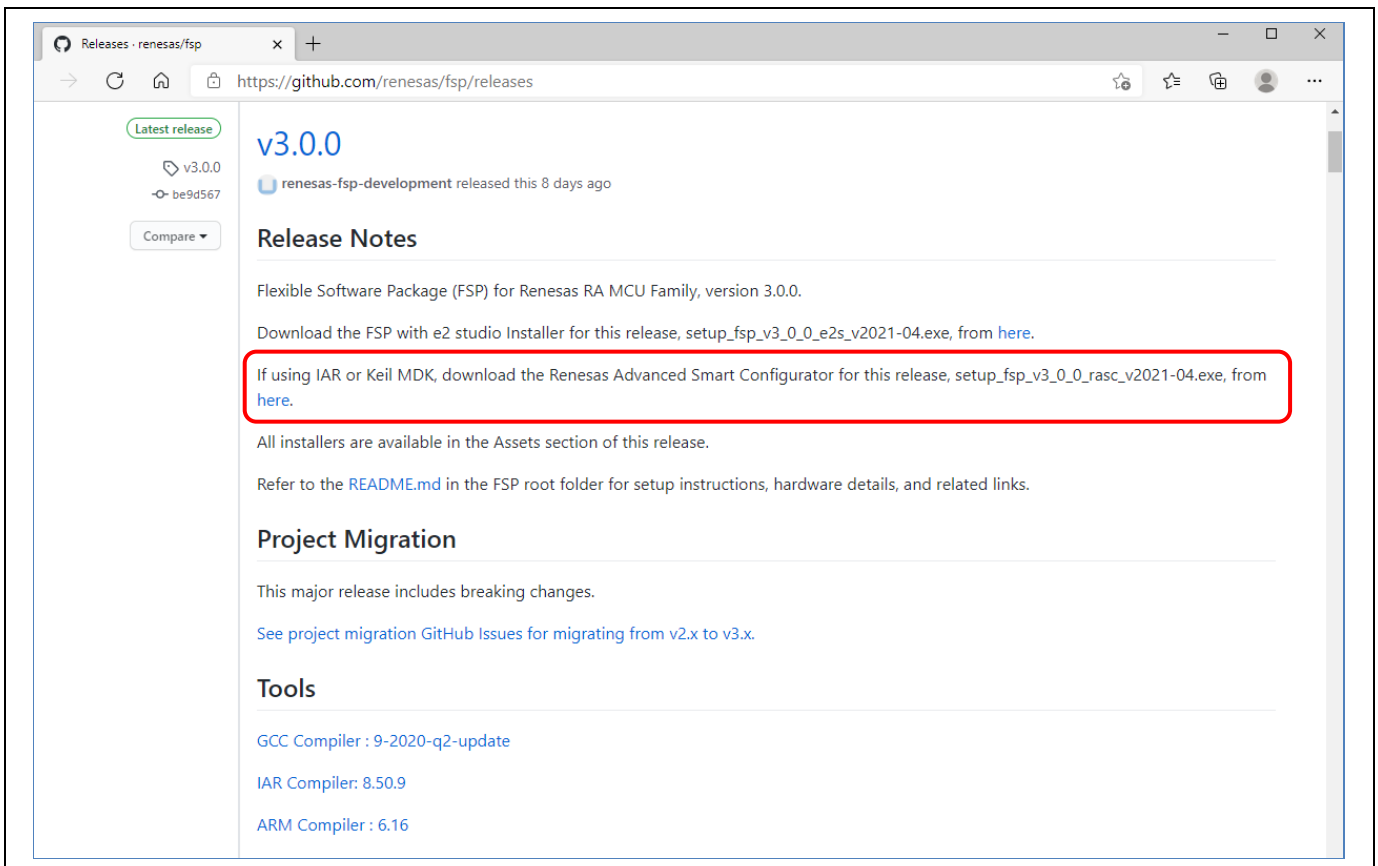 Releases · renesas/fsp
https://github.com/renesas/fsp/releases
Latest release
v3.0.0
be9d567
Compare
v3.0.0
renesas-fsp-development released this 8 days ago
Release Notes
Flexible Software Package (FSP) for Renesas RA MCU Family, version 3.0.0.
Download the FSP with e2 studio Installer for this release, setup_fsp_v3_0_0_e2s_v2021-04.exe, from here.
If using IAR or Keil MDK, download the Renesas Advanced Smart Configurator for this release, setup_fsp_v3_0_0_rasc_v2021-04.exe, from
here.
All installers are available in the Assets section of this release.
Refer to the README.md in the FSP root folder for setup instructions, hardware details, and related links.
Project Migration
This major release includes breaking changes.
See project migration GitHub Issues for migrating from v2.x to v3.x.
Tools
GCC Compiler : 9-2020-q2-update
IAR Compiler: 8.50.9
ARM Compiler : 6.16